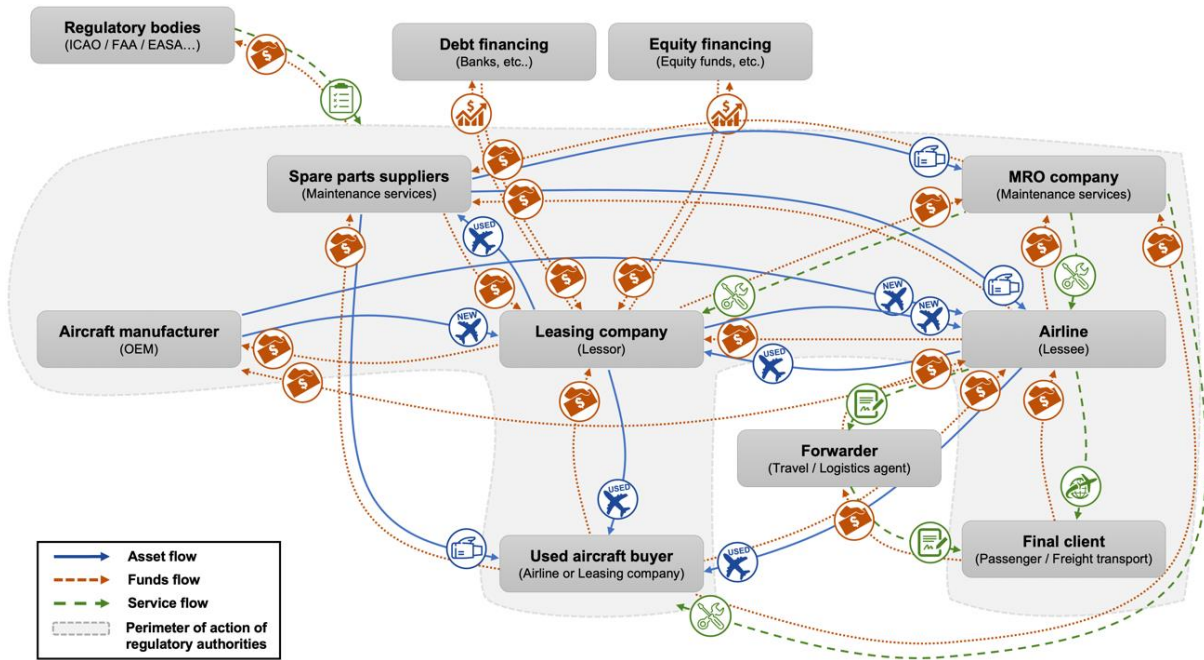 Regulatory bodies
(ICAO / FAA / EASA…)
Debt financing
(Banks, etc..)
Equity financing
(Equity funds, etc.)
$
$
$
$
Spare parts suppliers
(Maintenance services)
$
$
MRO company
(Maintenance services)
$
$
$
$
USED
$
$
$
$
Aircraft manufacturer
(OEM)
NEW
Leasing company
(Lessor)
NEW
NEW
Airline
(Lessee)
$
$
$
USED
$
$
$
$
Forwarder
(Travel / Logistics agent)
USED
$
Used aircraft buyer
(Airline or Leasing company)
USED
Final client
(Passenger / Freight transport)
Asset flow
Funds flow
Service flow
Perimeter of action of
regulatory authorities